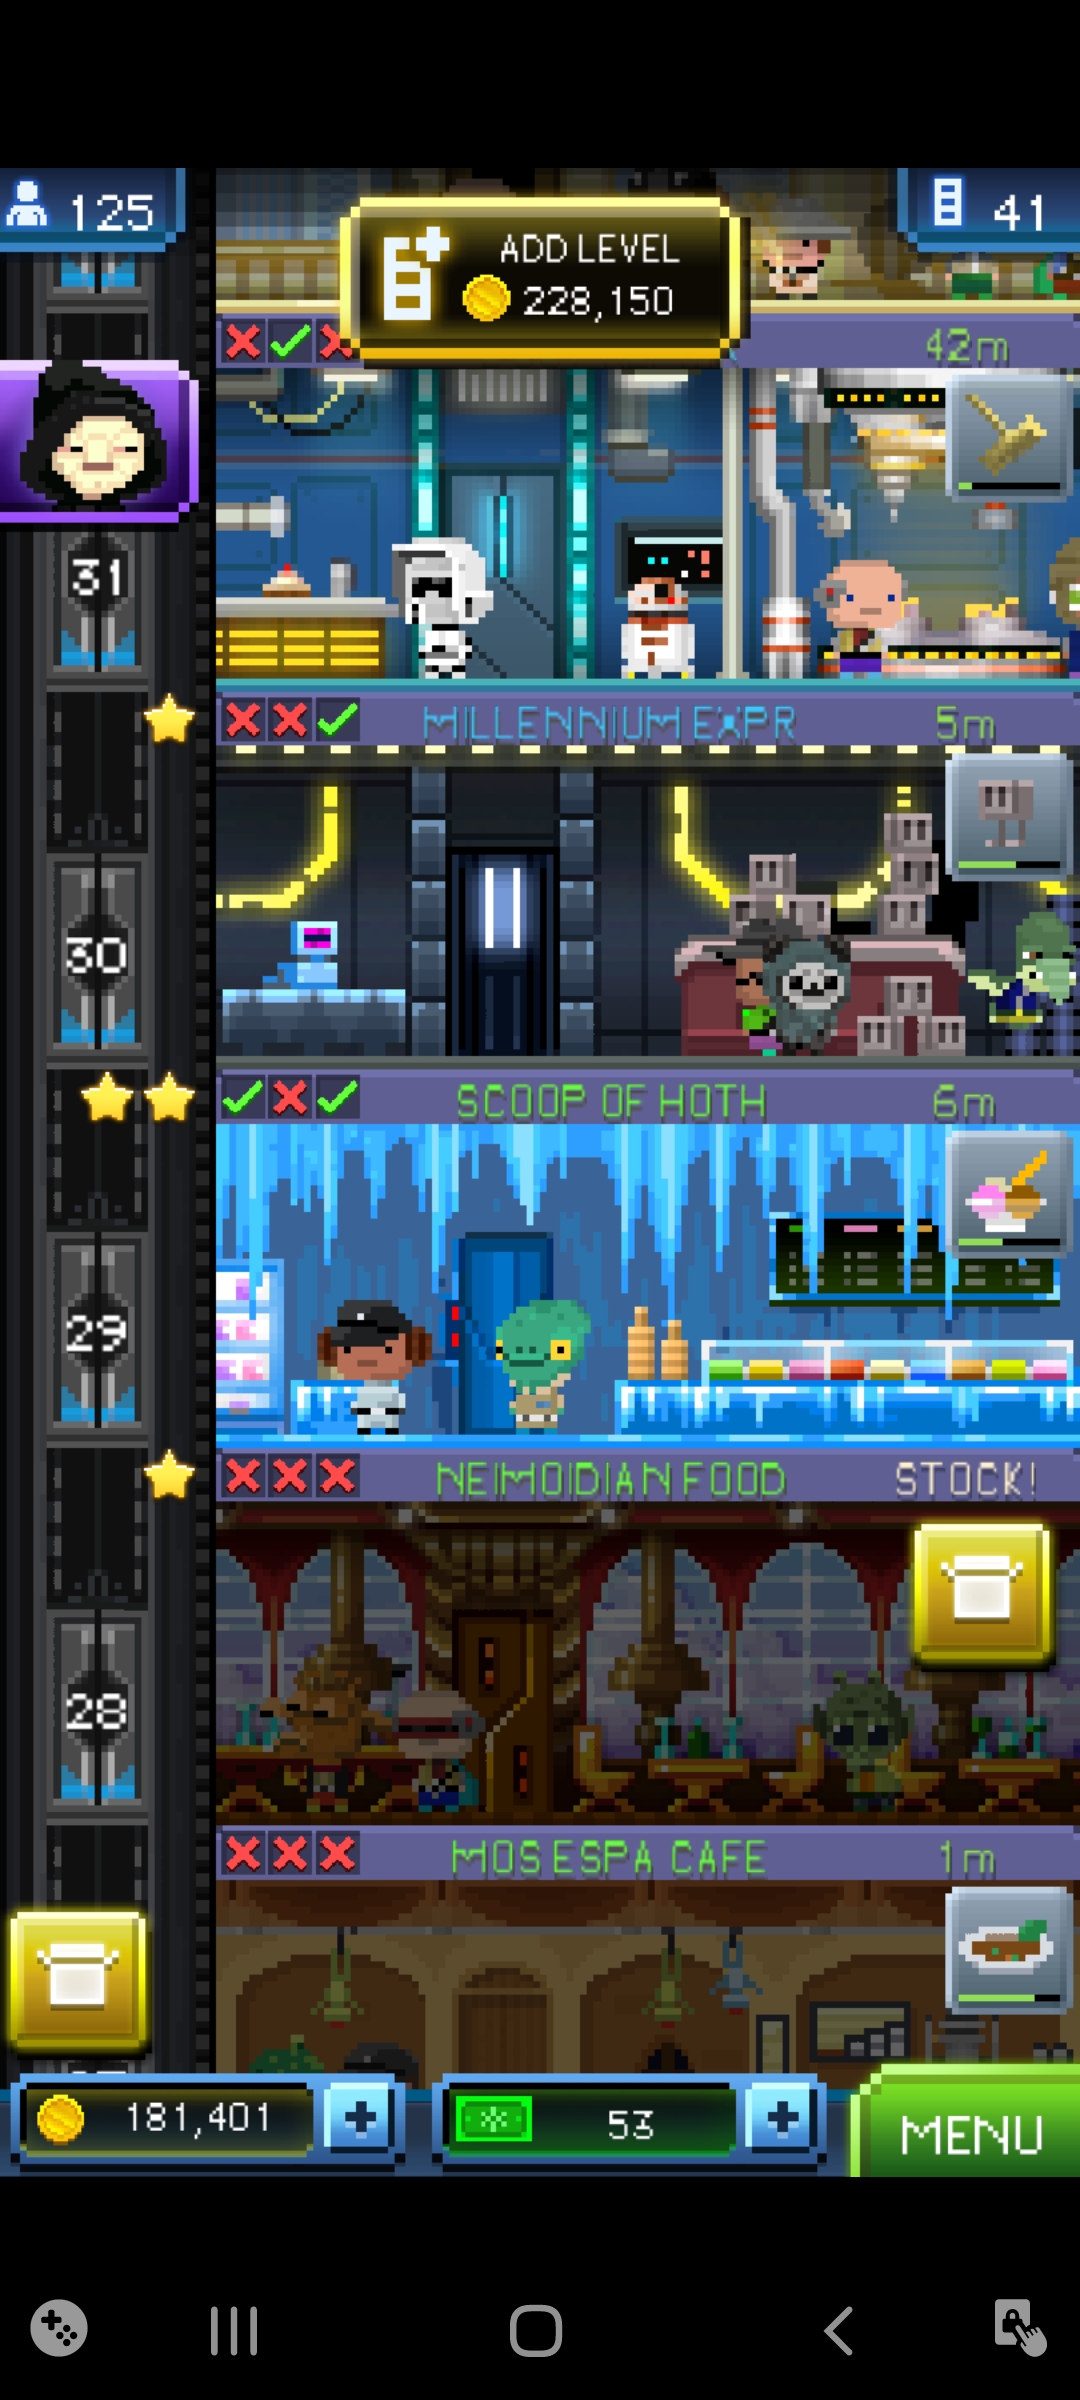 125
ADD LEVEL
228,150
41
42m
31
MILLENNIUM EXPR
5m
30
SCOOP OF HOTH
6m
29
NEIMOIDIAN FOOD
STOCK!
28
MOS ESPA CAFE
1m
181,401
+
53
+
MENU